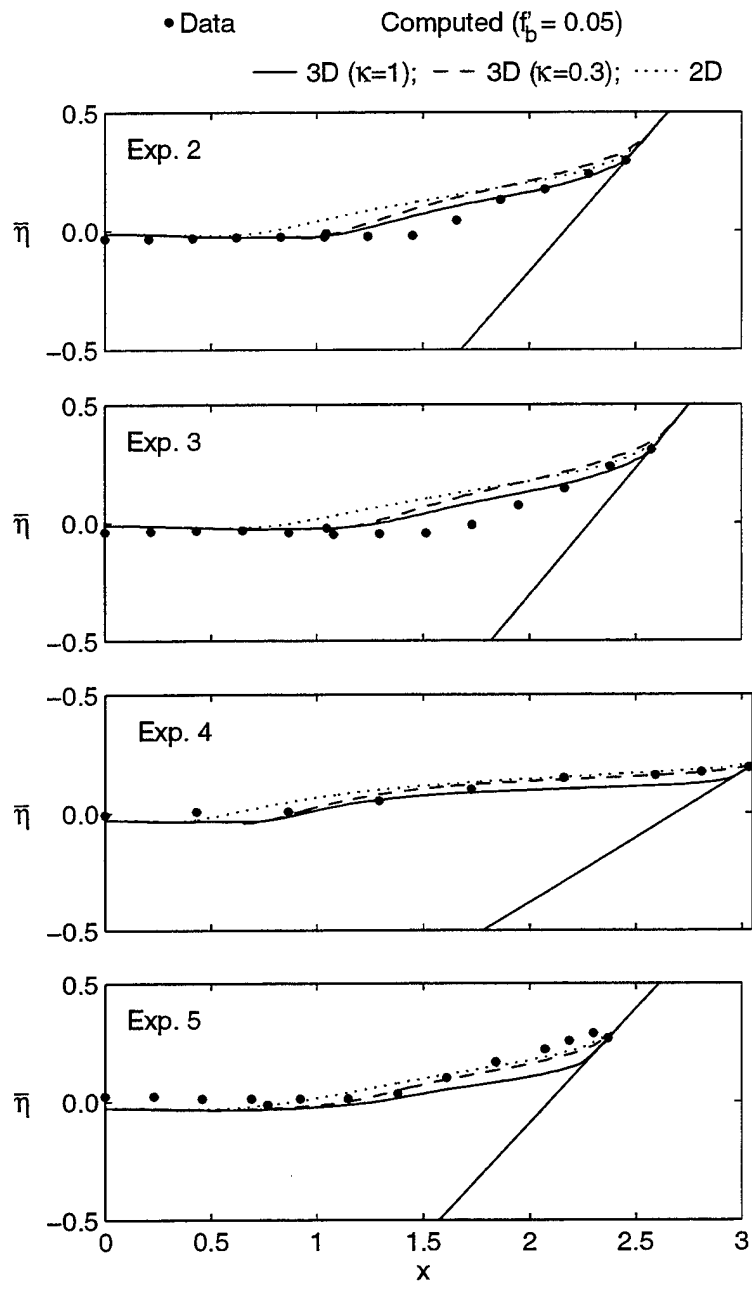 ● Data Computed (f'b = 0.05)
—— 3D (κ=1); – – 3D (κ=0.3); ······ 2D
0.5
Exp. 2
η̄ 0.0
−0.5
0.5
Exp. 3
η̄ 0.0
−0.5
−0.5
Exp. 4
η̄ 0.0
−0.5
0.5
Exp. 5
η̄ 0.0
−0.5
0 0.5 1 1.5 2 2.5 3
x